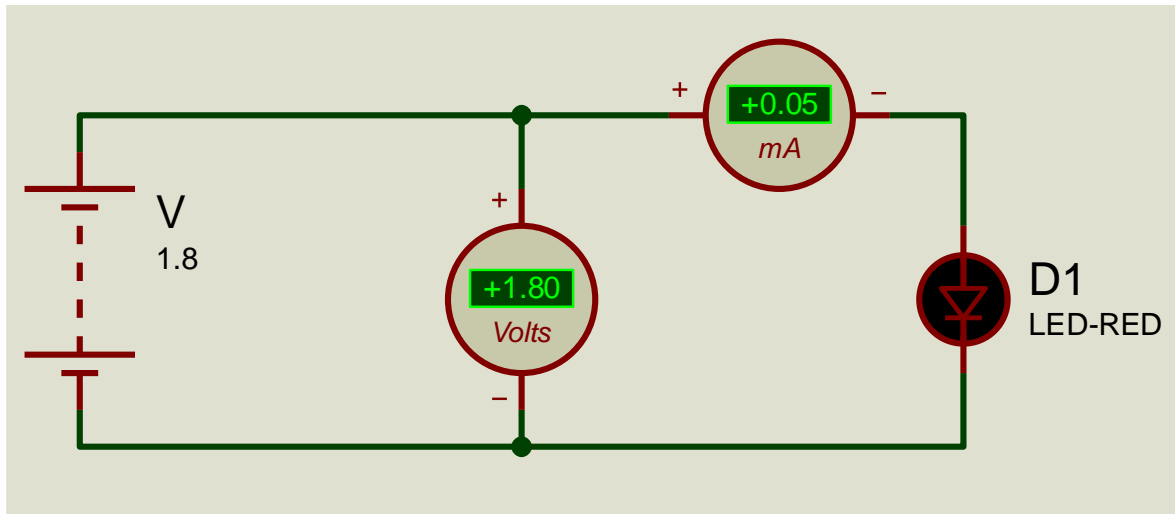 +
+0.05
−
mA
V
1.8
+
+1.80
Volts
−
D1
LED-RED